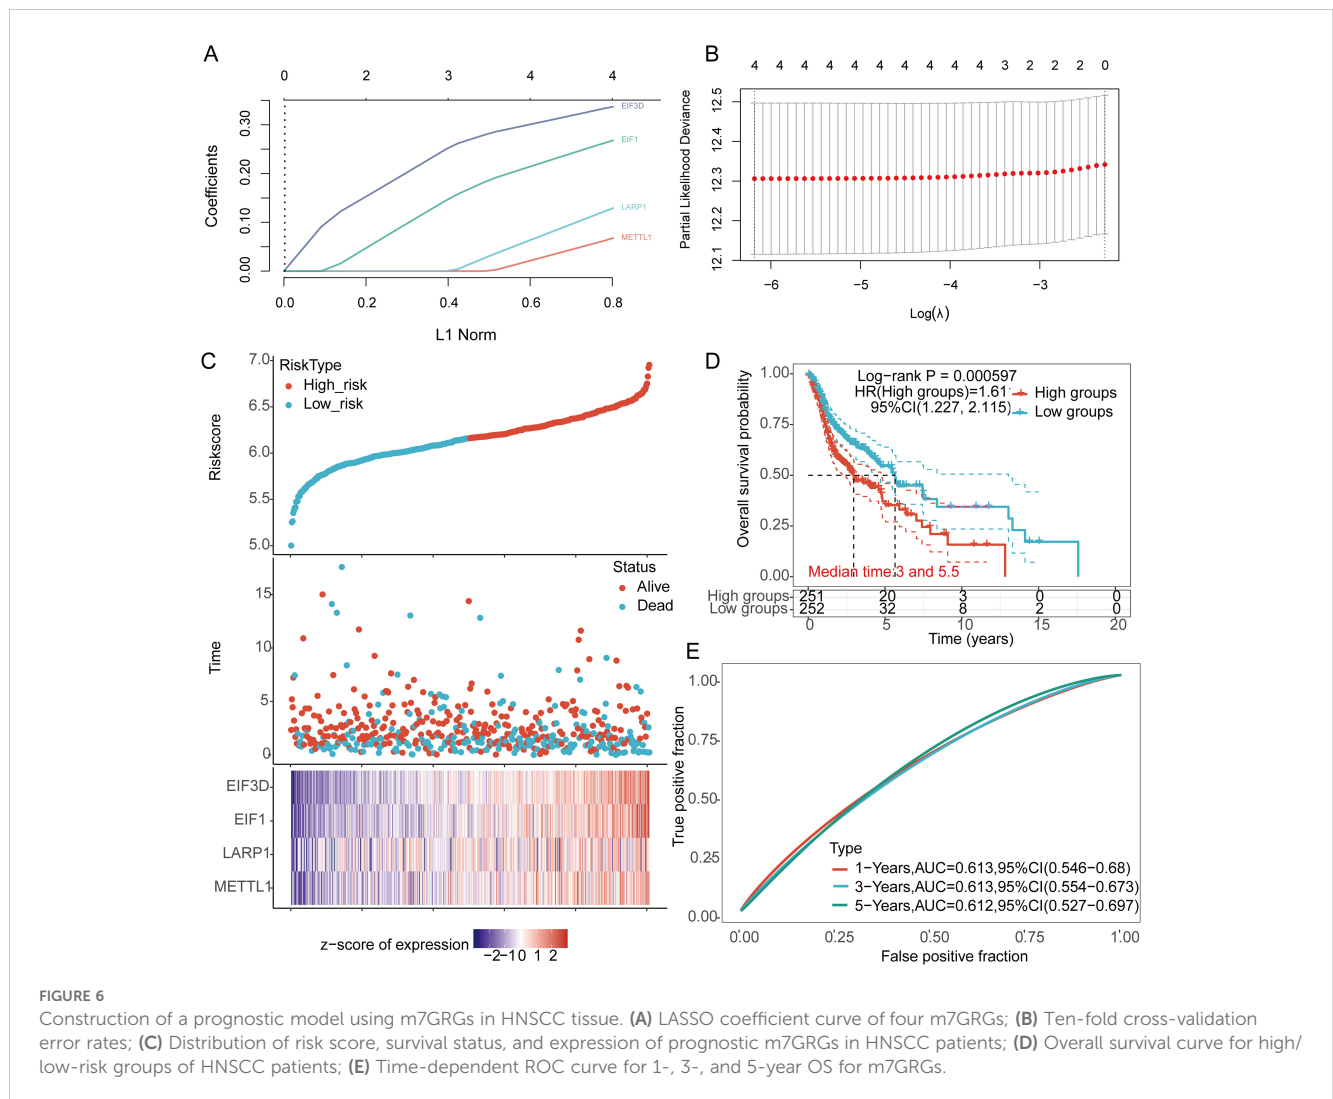 A
0 2 3 4 4
EIF3D
EIF1
LARP1
METTL1
0.30
0.20
0.10
0.00
Coefficients
0.0 0.2 0.4 0.6 0.8
L1 Norm
B
4 4 4 4 4 4 4 4 4 4 3 2 2 2 0
12.5
12.4
12.3
12.2
12.1
Partial Likelihood Deviance
−6 −5 −4 −3
Log(λ)
C
RiskType
High_risk
Low_risk
7.0
6.5
6.0
5.5
5.0
Riskscore
Status
Alive
Dead
15
10
5
0
Time
EIF3D
EIF1
LARP1
METTL1
z−score of expression
−2−1 0 1 2
D
Log−rank P = 0.000597
HR(High groups)=1.61
95%CI(1.227, 2.115)
High groups
Low groups
1.00
0.75
0.50
0.25
0.00
Overall survival probability
Median time:3 and 5.5
High groups 251 20 3 0 0
Low groups 252 32 8 2 0
0 5 10 15 20
Time (years)
E
1.00
0.75
0.50
0.25
0.00
True positive fraction
Type
1−Years,AUC=0.613,95%CI(0.546−0.68)
3−Years,AUC=0.613,95%CI(0.554−0.673)
5−Years,AUC=0.612,95%CI(0.527−0.697)
0.00 0.25 0.50 0.75 1.00
False positive fraction
FIGURE 6
Construction of a prognostic model using m7GRGs in HNSCC tissue. (A) LASSO coefficient curve of four m7GRGs; (B) Ten-fold cross-validation
error rates; (C) Distribution of risk score, survival status, and expression of prognostic m7GRGs in HNSCC patients; (D) Overall survival curve for high/
low-risk groups of HNSCC patients; (E) Time-dependent ROC curve for 1-, 3-, and 5-year OS for m7GRGs.